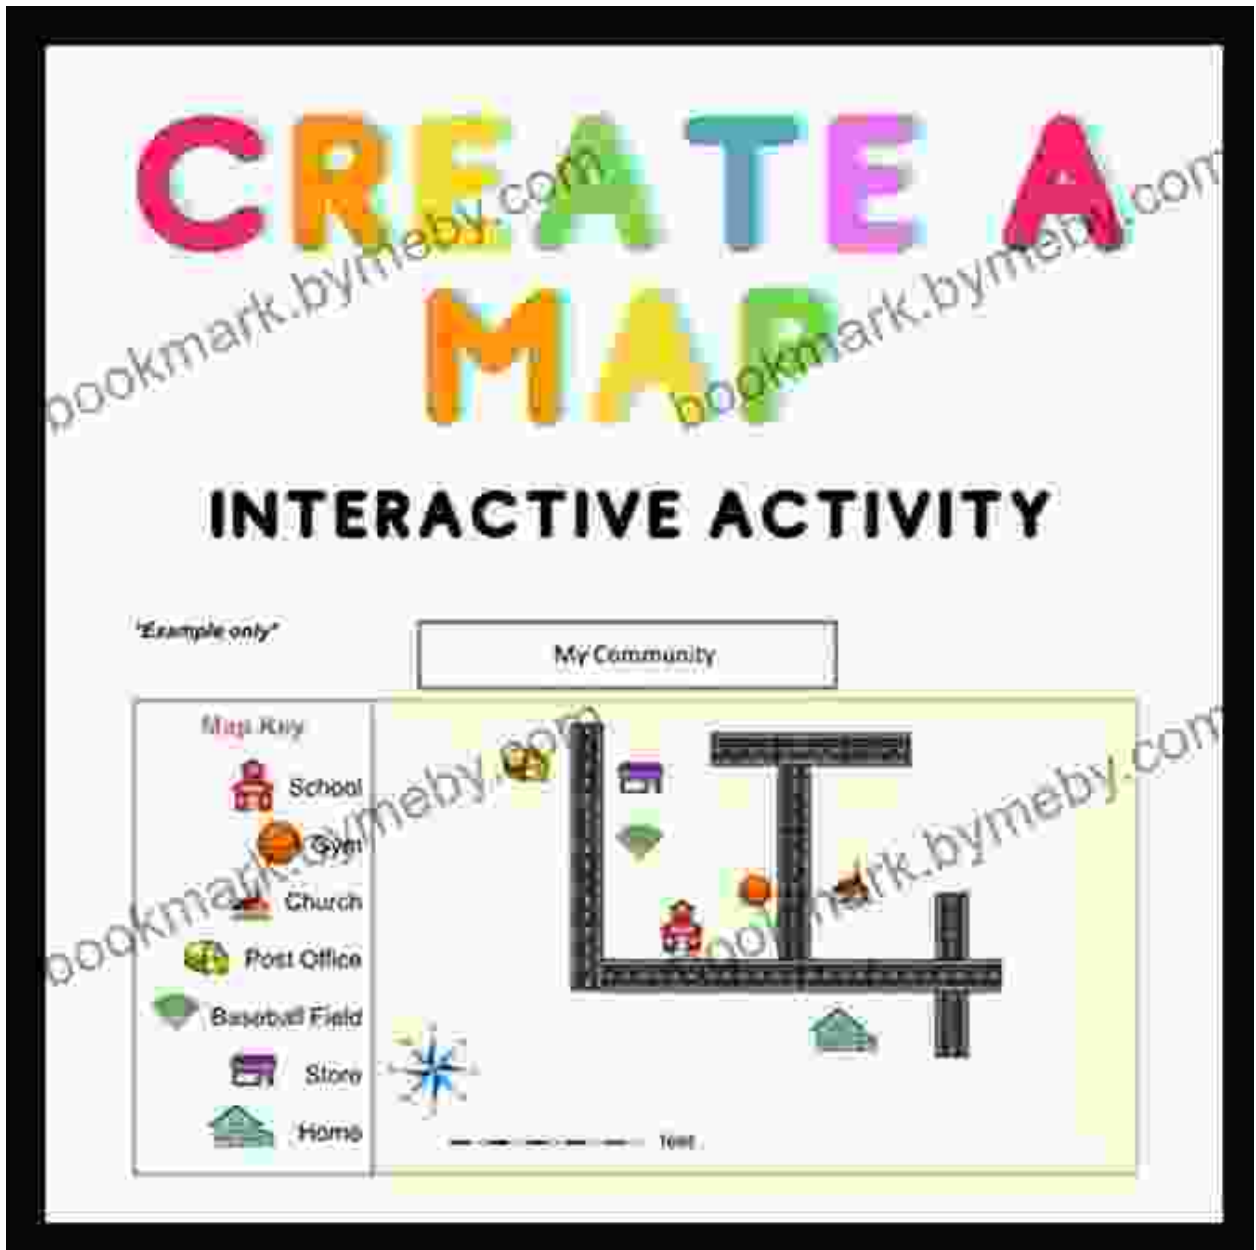 CREATE A
MAP
INTERACTIVE ACTIVITY
"Example only"
My Community
Map Key
School
Gym
Church
Post Office
Baseball Field
Store
Home
feet
bookmark.bymeby.com
bookmark.bymeby.com
bookmark.bymeby.com
bookmark.bymeby.com